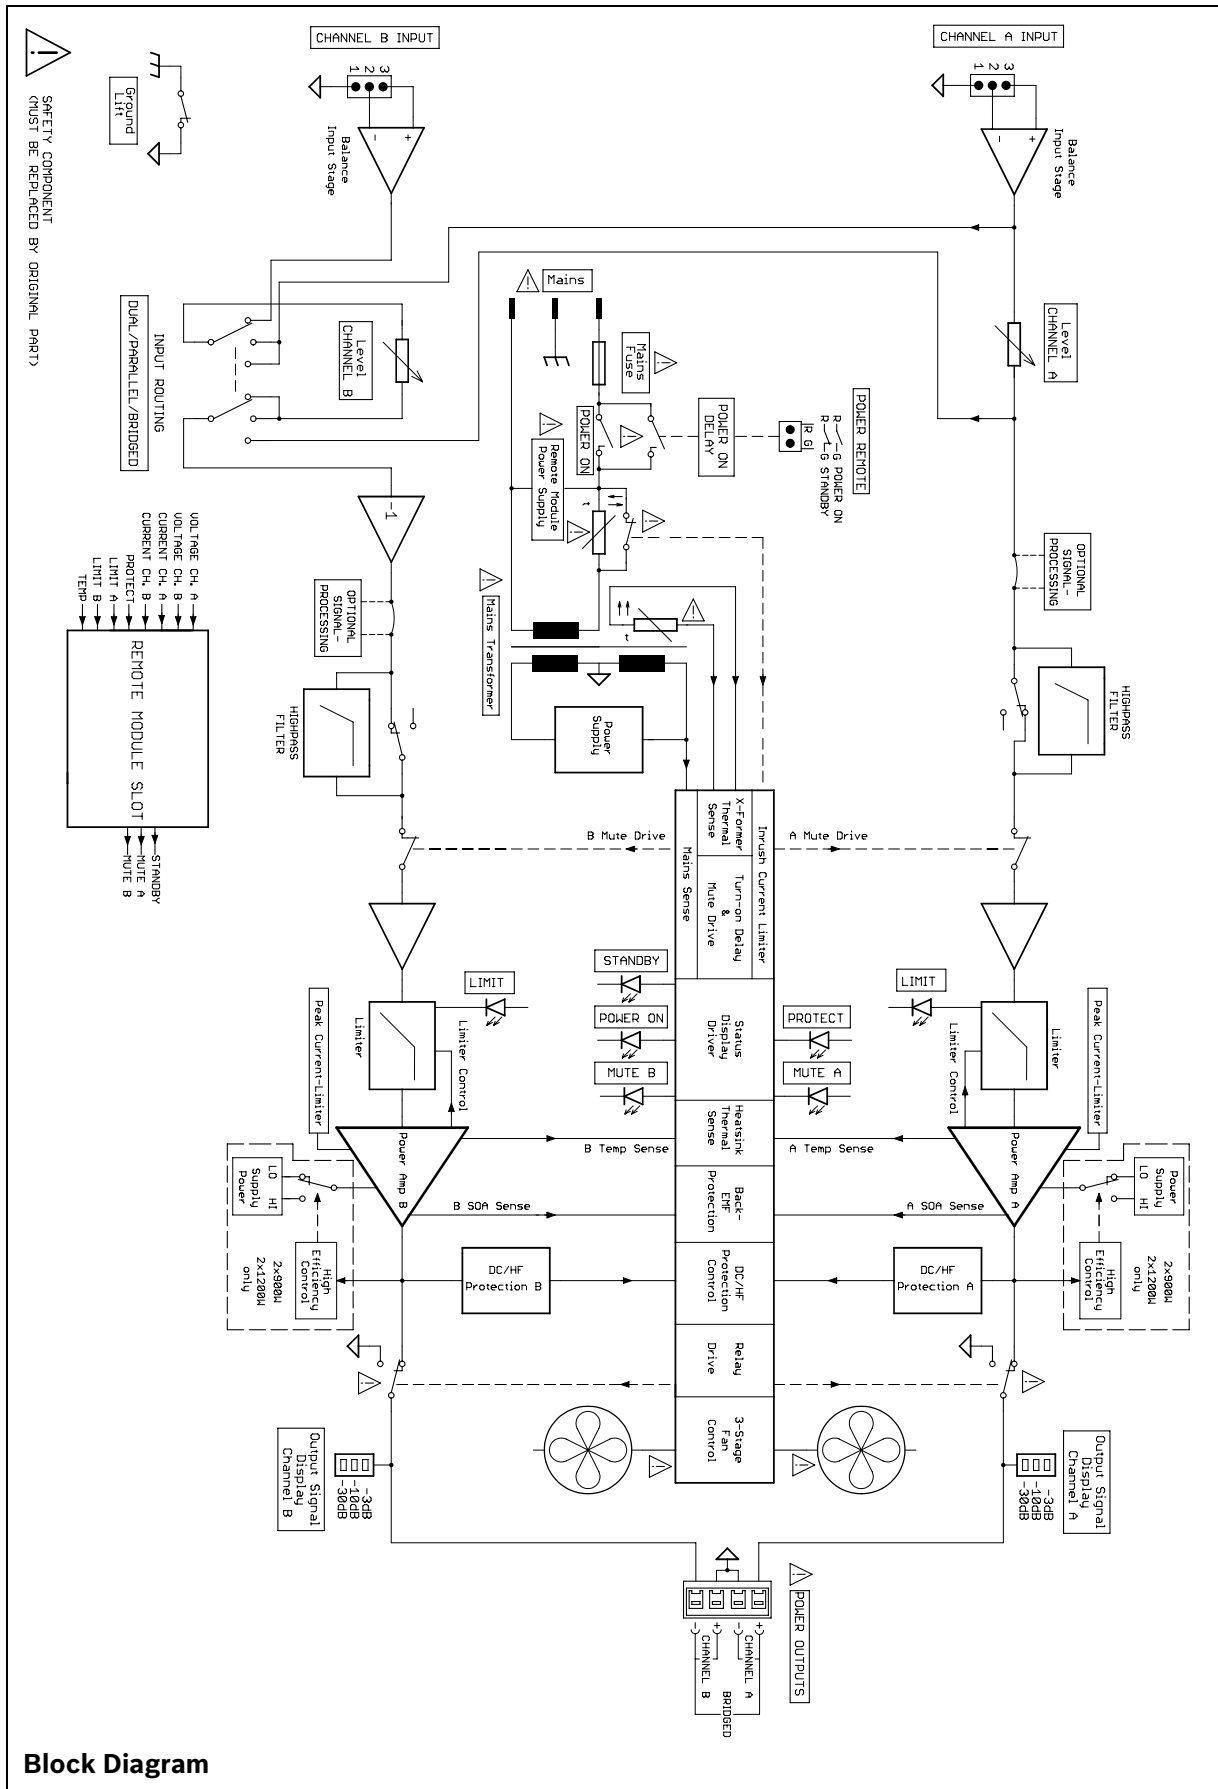 CHANNEL B INPUT
CHANNEL A INPUT
1 2 3
1 2 3
SAFETY COMPONENT
(MUST BE REPLACED BY ORIGINAL PART)
Ground
Lift
- +
Balance
Input Stage
- +
Balance
Input Stage
Mains
Mains
Fuse
Level
CHANNEL B
Level
CHANNEL A
INPUT ROUTING
DUAL/PARALLEL/BRIDGED
POWER ON
POWER ON
DELAY
R G
POWER REMOTE
R G POWER ON
R G STANDBY
Remote Module
Power Supply
t
t
Mains Transformer
Power
Supply
-1
OPTIONAL
SIGNAL-
PROCESSING
OPTIONAL
SIGNAL-
PROCESSING
HIGHPASS
FILTER
HIGHPASS
FILTER
VOLTAGE CH. A
VOLTAGE CH. B
CURRENT CH. A
CURRENT CH. B
PROTECT
LIMIT A
LIMIT B
TEMP
REMOTE MODULE SLOT
STANDBY
MUTE A
MUTE B
B Mute Drive
A Mute Drive
Inrush Current Limiter
X-Former
Thermal
Sense
Turn-on Delay
&
Mute Drive
Mains Sense
STANDBY
POWER ON
MUTE B
PROTECT
MUTE A
Status
Display
Driver
LIMIT
LIMIT
Limiter
Limiter Control
Limiter
Limiter Control
Peak Current-Limiter
Peak Current-Limiter
Power Amp B
Power Amp A
B Temp Sense
A Temp Sense
Heatsink
Thermal
Sense
B SOA Sense
A SOA Sense
Back-
EMF
Protection
Power
Supply
LO HI
High
Efficiency
Control
2x900W
2x1200W
only
Power
Supply
LO HI
High
Efficiency
Control
2x900W
2x1200W
only
DC/HF
Protection B
DC/HF
Protection A
DC/HF
Protection
Control
Relay
Drive
3-Stage
Fan
Control
Output Signal
Display
Channel B
-3dB
-10dB
-30dB
Output Signal
Display
Channel A
-3dB
-10dB
-30dB
POWER OUTPUTS
- + - +
CHANNEL B
CHANNEL A
BRIDGED
Block Diagram